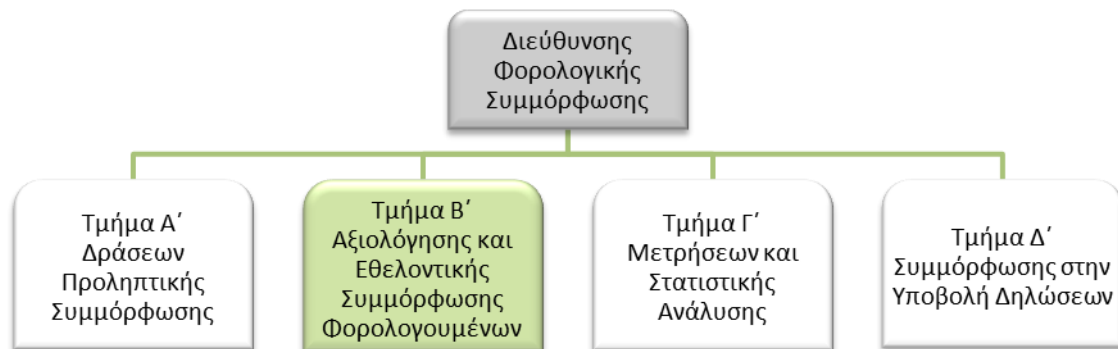 Διεύθυνσης
Φορολογικής
Συμμόρφωσης
Τμήμα Α΄
Δράσεων
Προληπτικής
Συμμόρφωσης
Τμήμα Β΄
Αξιολόγησης και
Εθελοντικής
Συμμόρφωσης
Φορολογουμένων
Τμήμα Γ΄
Μετρήσεων και
Στατιστικής
Ανάλυσης
Τμήμα Δ΄
Συμμόρφωσης στην
Υποβολή Δηλώσεων